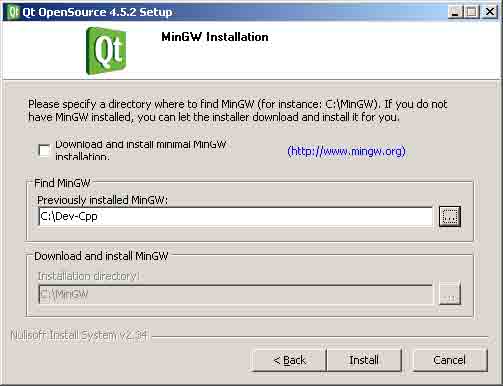 Qt OpenSource 4.5.2 Setup
Qt
MinGW Installation
Please specify a directory where to find MinGW (for instance: C:\MinGW). If you do not
have MinGW installed, you can let the installer download and install it for you.
Download and install minimal MinGW
installation.
(http://www.mingw.org)
Find MinGW
Previously installed MinGW:
C:\Dev-Cpp
...
Download and install MinGW
Installation directory:
C:\MinGW
...
Nullsoft Install System v2.34
< Back
Install
Cancel